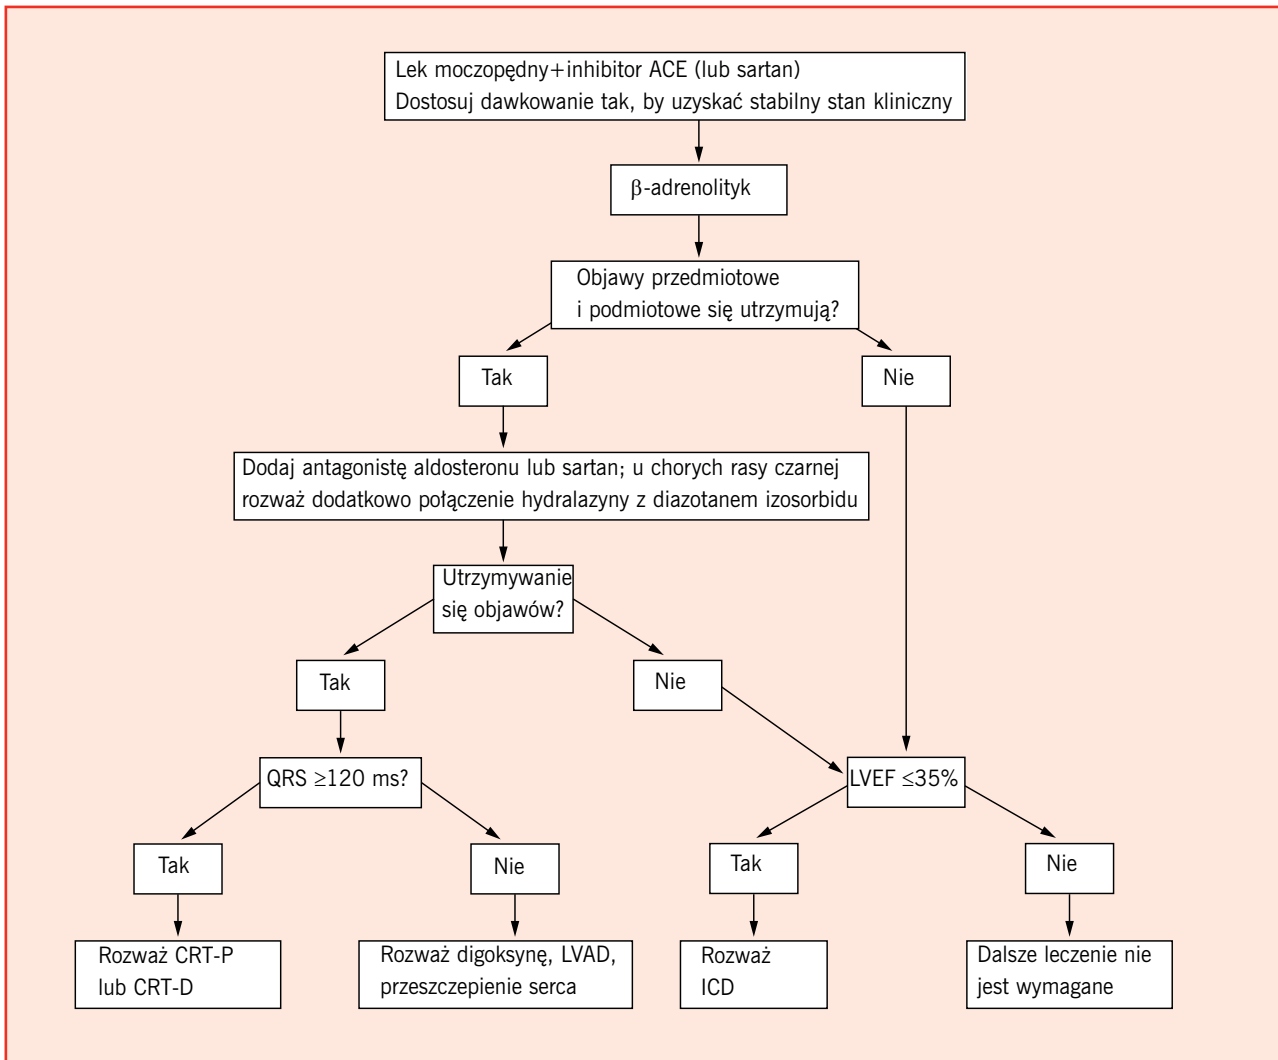 Lek moczopędny+inhibitor ACE (lub sartan)
Dostosuj dawkowanie tak, by uzyskać stabilny stan kliniczny
β-adrenolityk
Objawy przedmiotowe
i podmiotowe się utrzymują?
Tak
Nie
Dodaj antagonistę aldosteronu lub sartan; u chorych rasy czarnej
rozważ dodatkowo połączenie hydralazyny z diazotanem izosorbidu
Utrzymywanie
się objawów?
Tak
Nie
QRS ≥120 ms?
LVEF ≤35%
Tak
Nie
Tak
Nie
Rozważ CRT-P
lub CRT-D
Rozważ digoksynę, LVAD,
przeszczepienie serca
Rozważ
ICD
Dalsze leczenie nie
jest wymagane